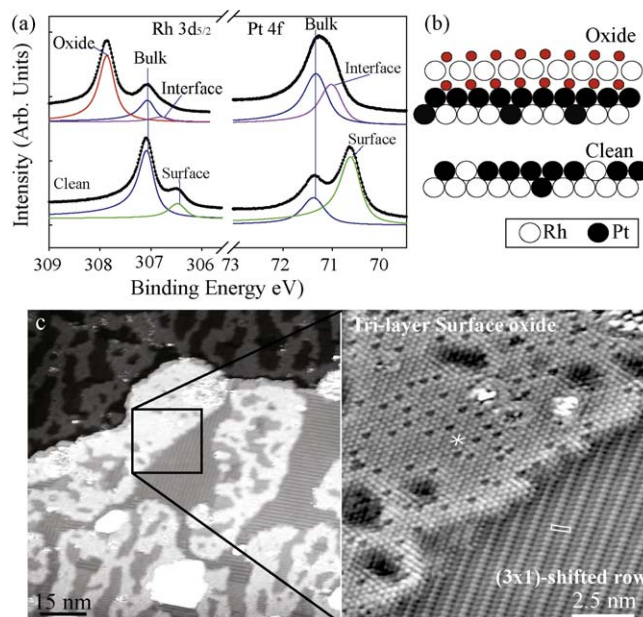 (a)
Rh 3d5/2
Pt 4f
(b)
Oxide
Bulk
Interface
Bulk
Interface
Oxide
Clean
Surface
Surface
Clean
Intensity (Arb. Units)
309 308 307 306 73 72 71 70
Binding Energy eV)
Rh Pt
c
Tri-layer Surface oxide
*
(3x1)-shifted row
15 nm
2.5 nm